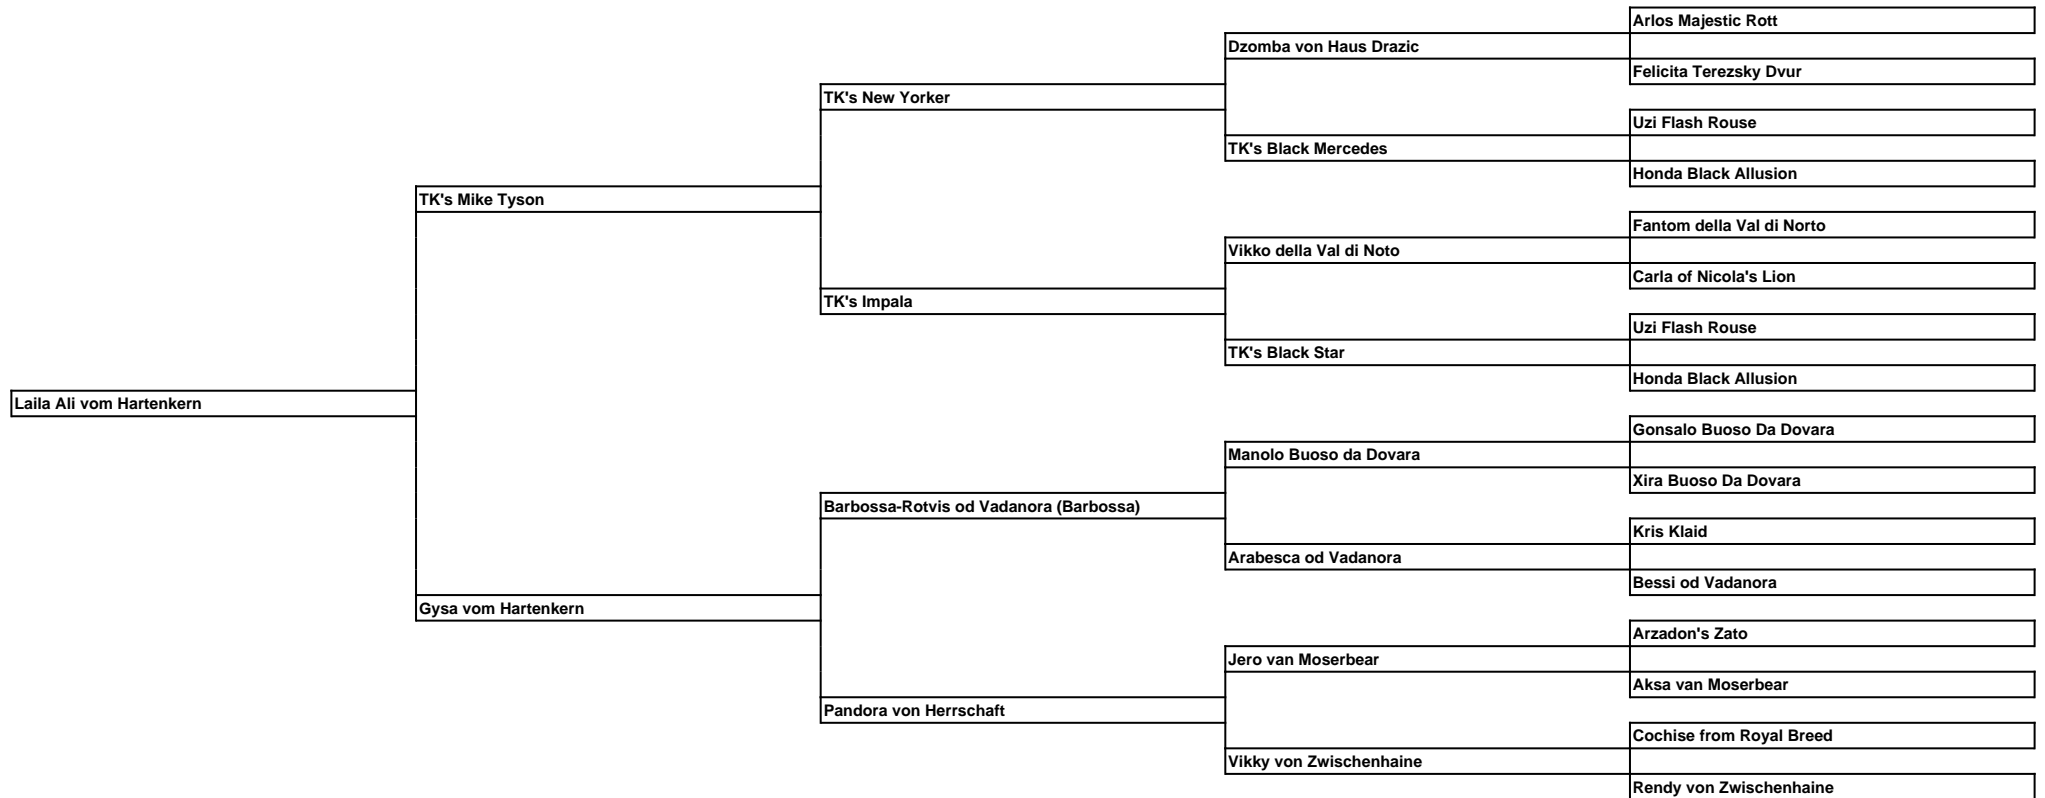 Arlos Majestic Rott
Dzomba von Haus Drazic
Felicita Terezsky Dvur
TK's New Yorker
Uzi Flash Rouse
TK's Black Mercedes
Honda Black Allusion
TK's Mike Tyson
Fantom della Val di Norto
Vikko della Val di Noto
Carla of Nicola's Lion
TK's Impala
Uzi Flash Rouse
TK's Black Star
Honda Black Allusion
Laila Ali vom Hartenkern
Gonsalo Buoso Da Dovara
Manolo Buoso da Dovara
Xira Buoso Da Dovara
Barbossa-Rotvis od Vadanora (Barbossa)
Kris Klaid
Arabesca od Vadanora
Bessi od Vadanora
Gysa vom Hartenkern
Arzadon's Zato
Jero van Moserbear
Aksa van Moserbear
Pandora von Herrschaft
Cochise from Royal Breed
Vikky von Zwischenhaine
Rendy von Zwischenhaine